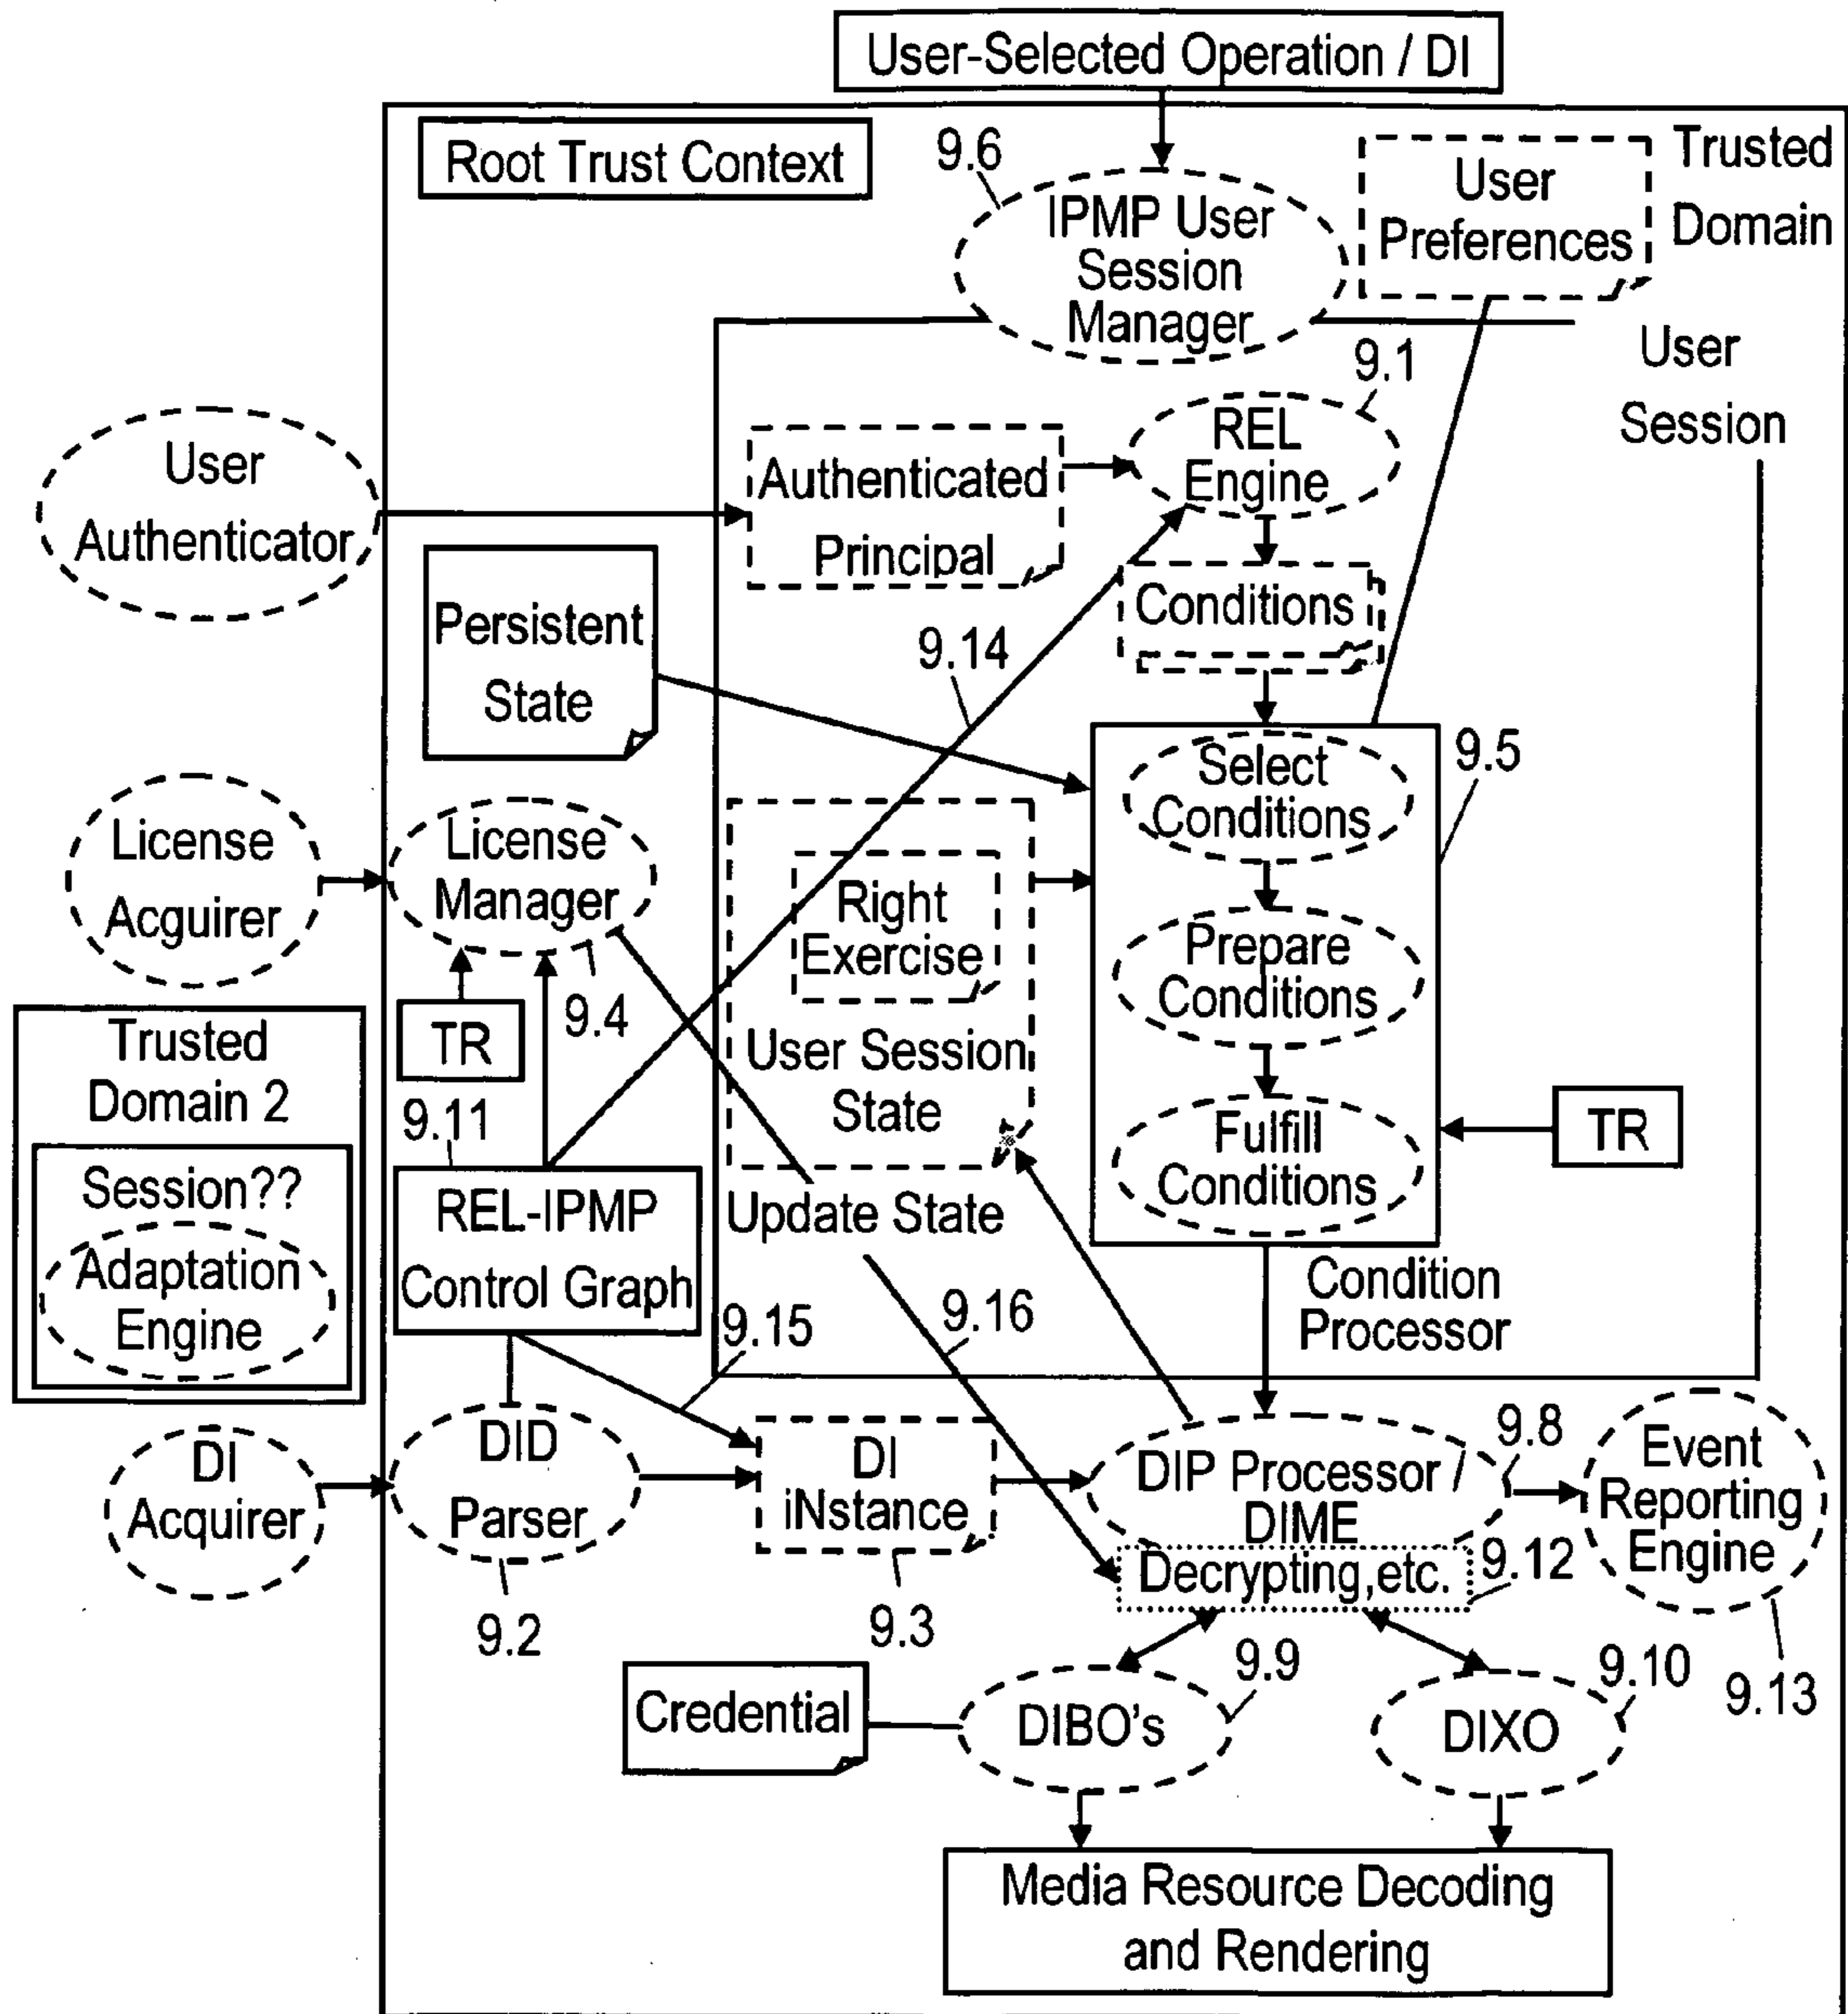 User-Selected Operation / DI
Root Trust Context
9.6
IPMP User
Session
Manager
User
Preferences
Trusted
Domain
User
Session
9.1
REL
Engine
User
Authenticator
Authenticated
Principal
Persistent
State
9.14
Conditions
Select
Conditions
9.5
License
Acguirer
License
Manager
Right
Exercise
Prepare
Conditions
TR
9.4
User Session
State
Trusted
Domain 2
9.11
Fulfill
Conditions
TR
Session??
Adaptation
Engine
REL-IPMP
Control Graph
Update State
Condition
Processor
9.15
9.16
DI
Acquirer
DID
Parser
DI
iNstance
DIP Processor /
DIME
9.8
Event
Reporting
Engine
Decrypting,etc.
9.12
9.2
9.3
9.9
9.10
9.13
Credential
DIBO's
DIXO
Media Resource Decoding
and Rendering